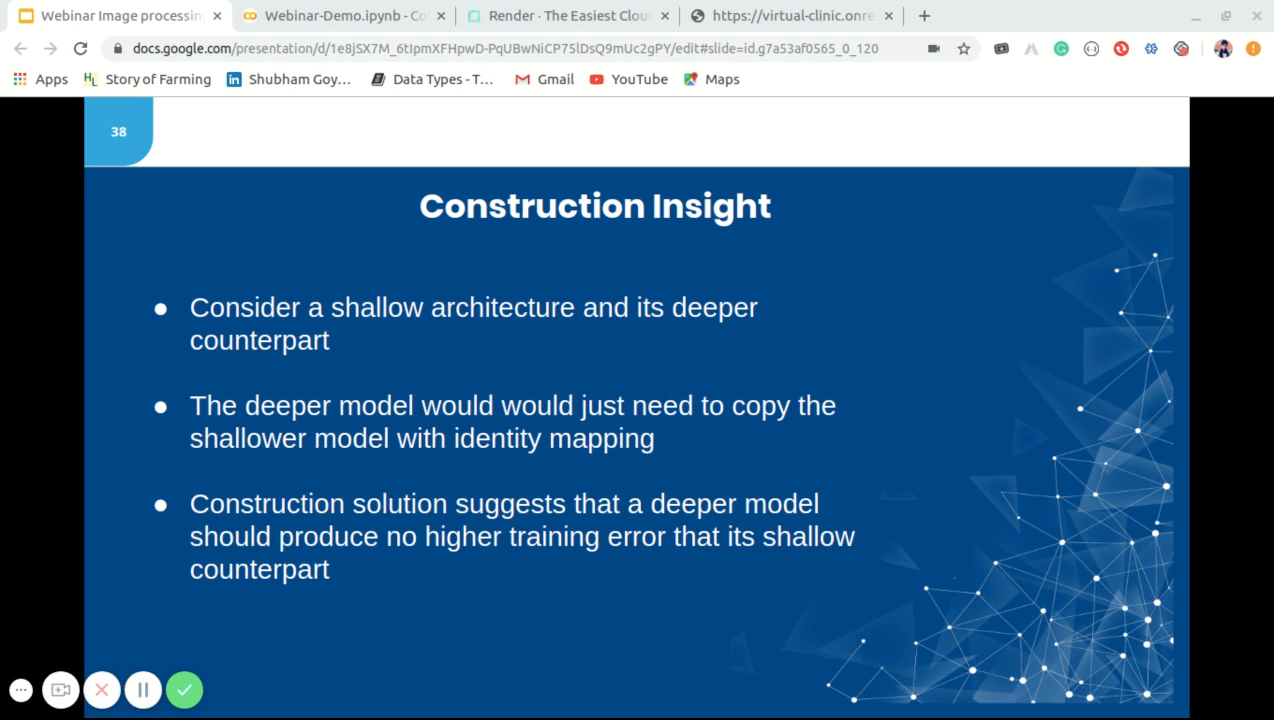 Webinar Image processin
Webinar-Demo.ipynb - Co
Render · The Easiest Clou
https://virtual-clinic.onre
docs.google.com/presentation/d/1e8jSX7M_6tIpmXFHpwD-PqUBwNiCP75lDsQ9mUc2gPY/edit#slide=id.g7a53af0565_0_120
Apps
Story of Farming
Shubham Goy...
Data Types - T...
Gmail
YouTube
Maps
38
Construction Insight
● Consider a shallow architecture and its deeper
counterpart
● The deeper model would would just need to copy the
shallower model with identity mapping
● Construction solution suggests that a deeper model
should produce no higher training error that its shallow
counterpart